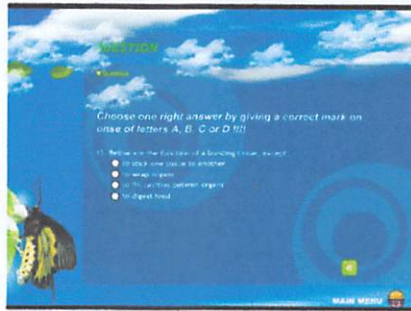 QUESTION
Question
Choose one right answer by giving a correct mark on
onse of letters A, B, C or D !!!!
1). Below are the function of a bonding tissue, except
to stick one tissue to another
to wrap organs
to fill cavities between organs
to digest food
MAIN MENU